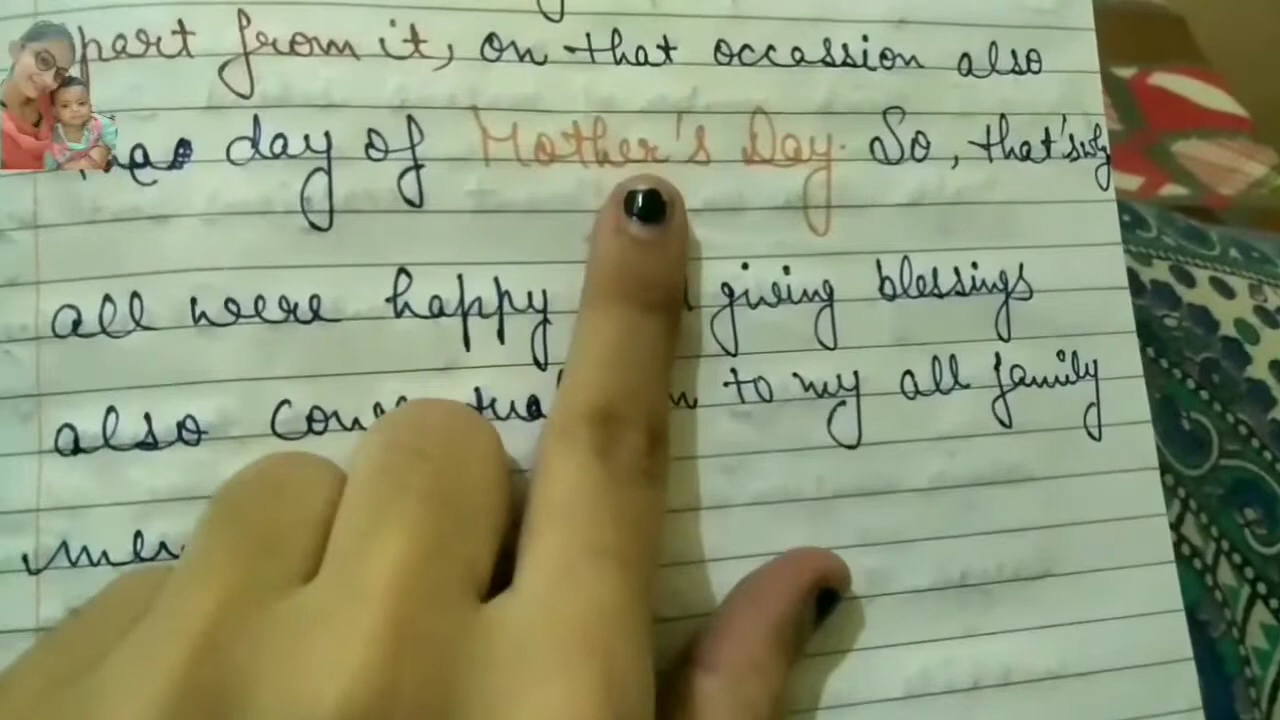 part from it, on that occassion also
day of Mother's Day. So, that's why
all were happy giving blessings
also to my all family